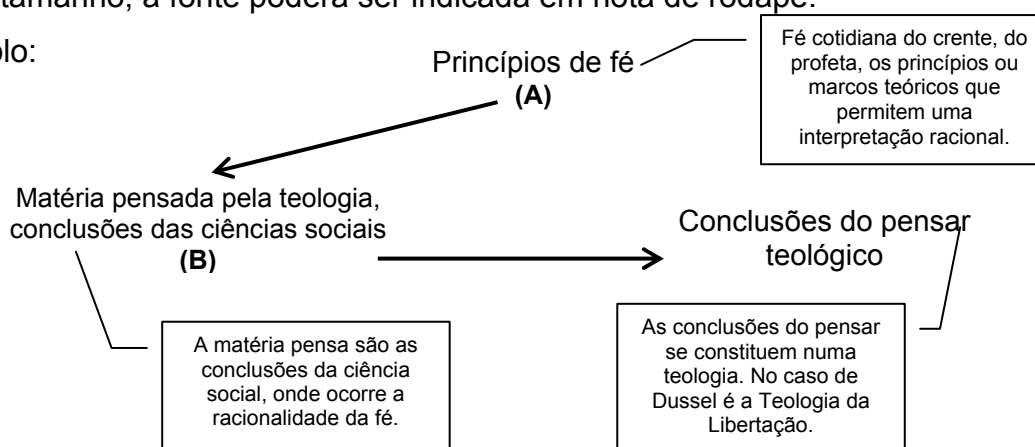 tamanho, a fonte poderá ser indicada em nota de rodapé.
plo:
Princípios de fé
(A)
Fé cotidiana do crente, do
profeta, os princípios ou
marcos teóricos que
permitem uma
interpretação racional.
Matéria pensada pela teologia,
conclusões das ciências sociais
(B)
Conclusões do pensar
teológico
A matéria pensa são as
conclusões da ciência
social, onde ocorre a
racionalidade da fé.
As conclusões do pensar
se constituem numa
teologia. No caso de
Dussel é a Teologia da
Libertação.